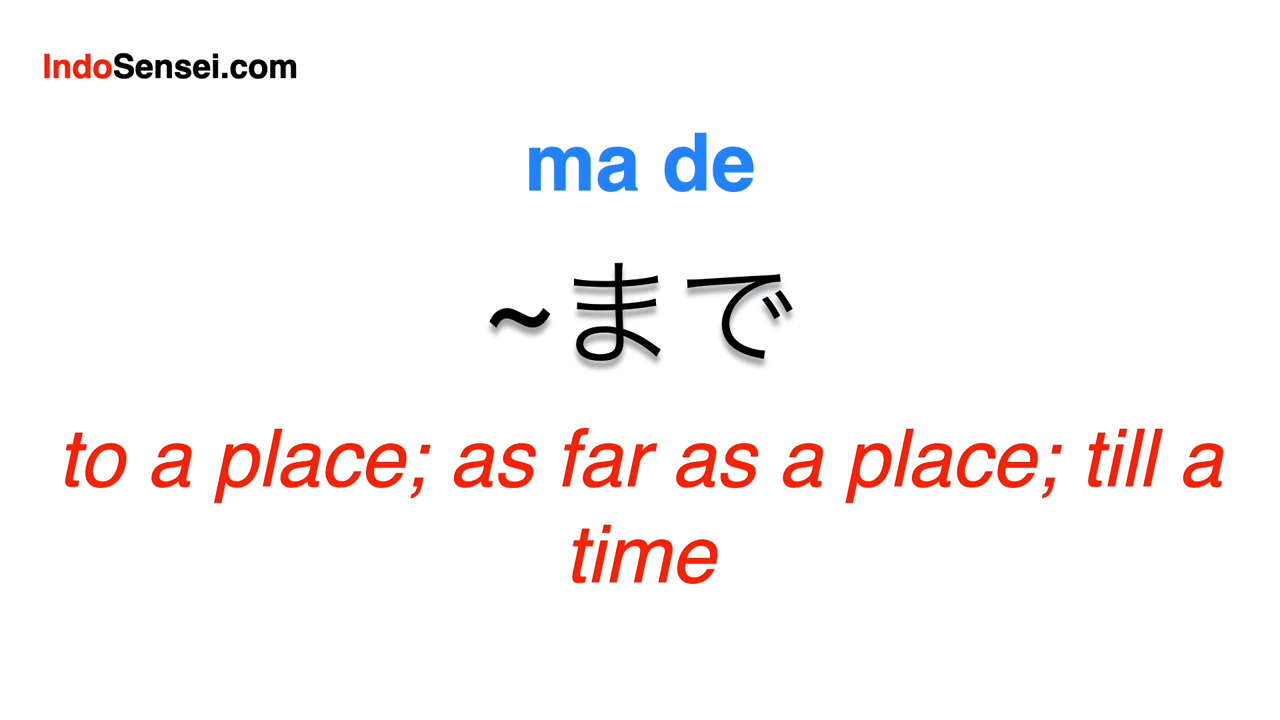 IndoSensei.com
ma de
~まで
to a place; as far as a place; till a
time